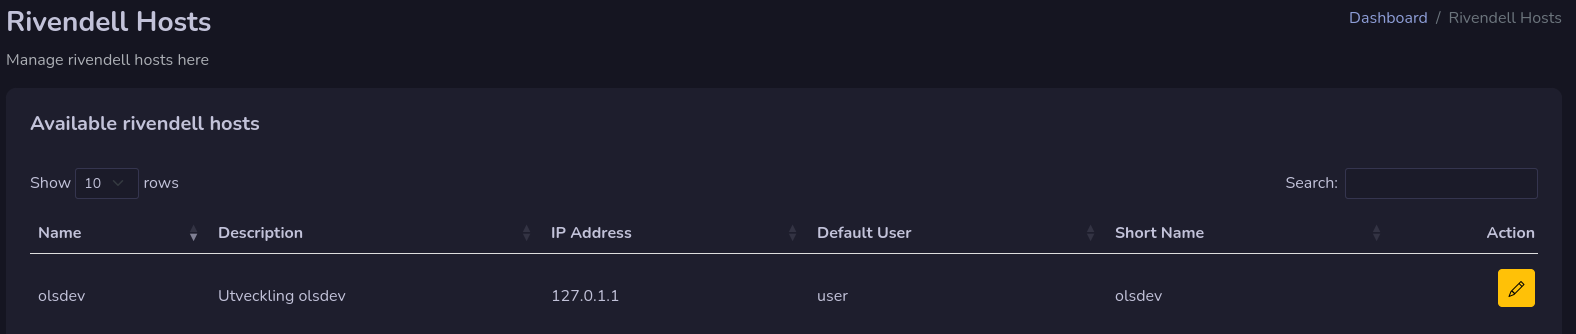 Rivendell Hosts
Dashboard / Rivendell Hosts
Manage rivendell hosts here
Available rivendell hosts
Show 10 rows
Search:
Name Description IP Address Default User Short Name Action
olsdev Utveckling olsdev 127.0.1.1 user olsdev